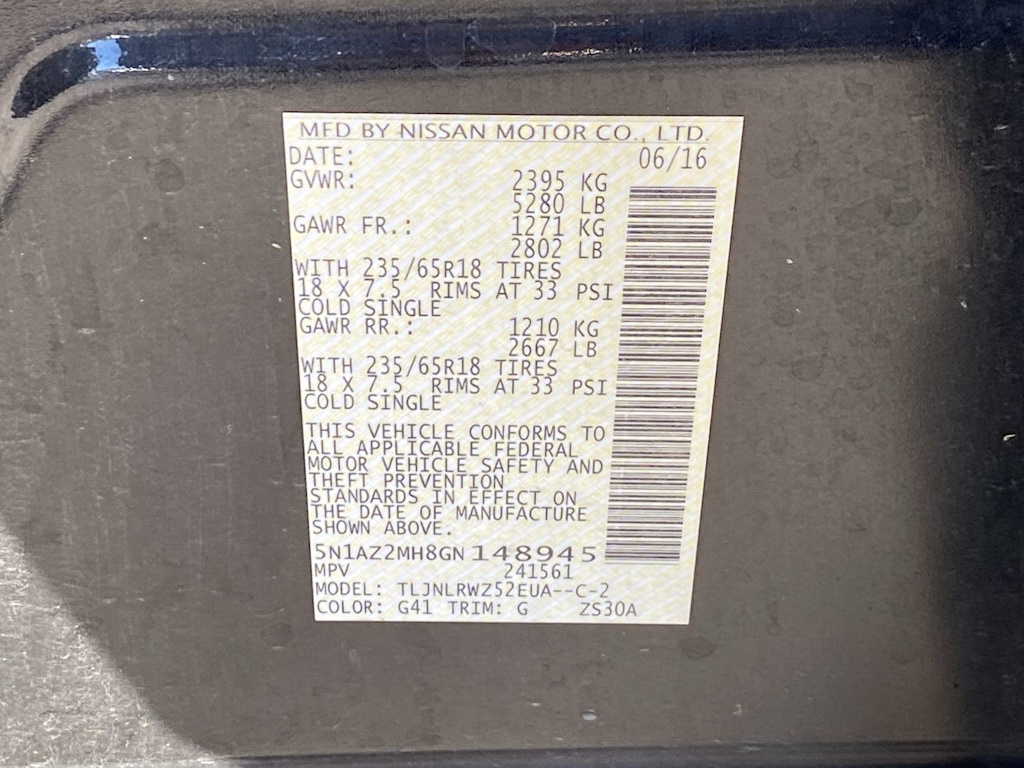 MFD BY NISSAN MOTOR CO., LTD.
DATE: 06/16
GVWR: 2395 KG
5280 LB
GAWR FR.: 1271 KG
2802 LB
WITH 235/65R18 TIRES
18 X 7.5 RIMS AT 33 PSI
COLD SINGLE
GAWR RR.: 1210 KG
2667 LB
WITH 235/65R18 TIRES
18 X 7.5 RIMS AT 33 PSI
COLD SINGLE
THIS VEHICLE CONFORMS TO
ALL APPLICABLE FEDERAL
MOTOR VEHICLE SAFETY AND
THEFT PREVENTION
STANDARDS IN EFFECT ON
THE DATE OF MANUFACTURE
SHOWN ABOVE.
5N1AZ2MH8GN148945
MPV 241561
MODEL: TLJNLRWZ52EUA--C-2
COLOR: G41 TRIM: G ZS30A